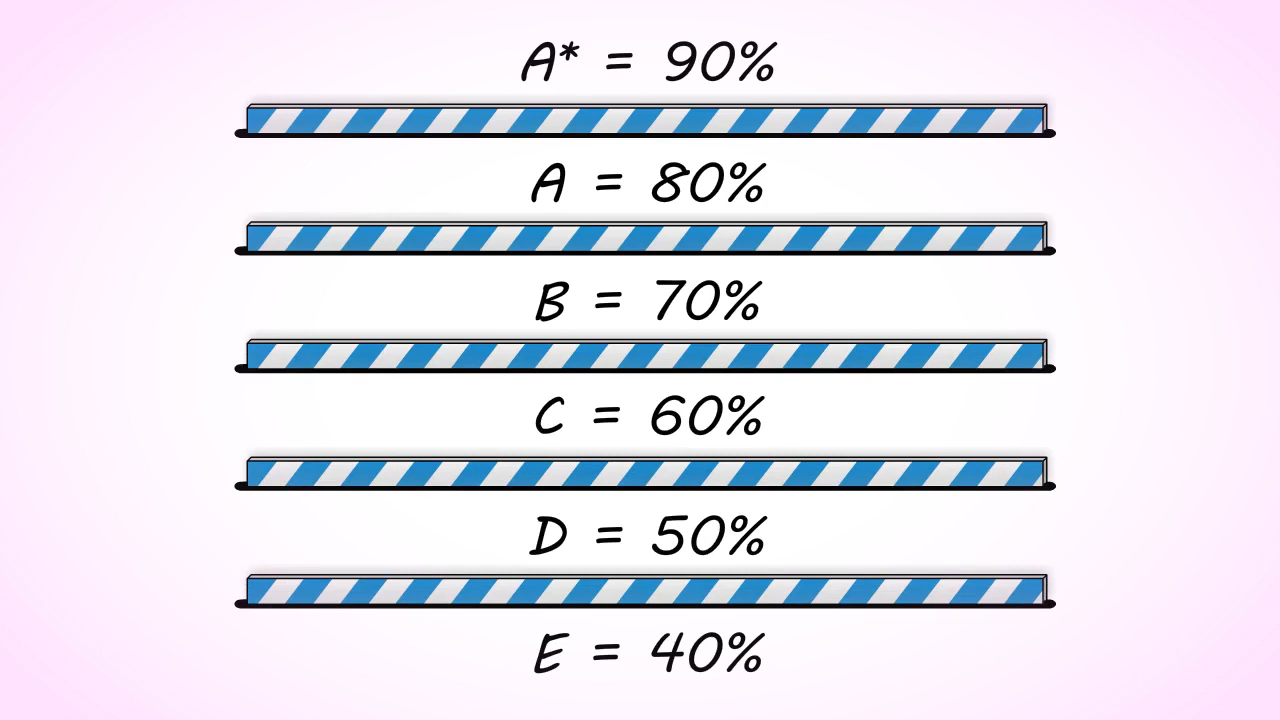 A* = 90%
A = 80%
B = 70%
C = 60%
D = 50%
E = 40%